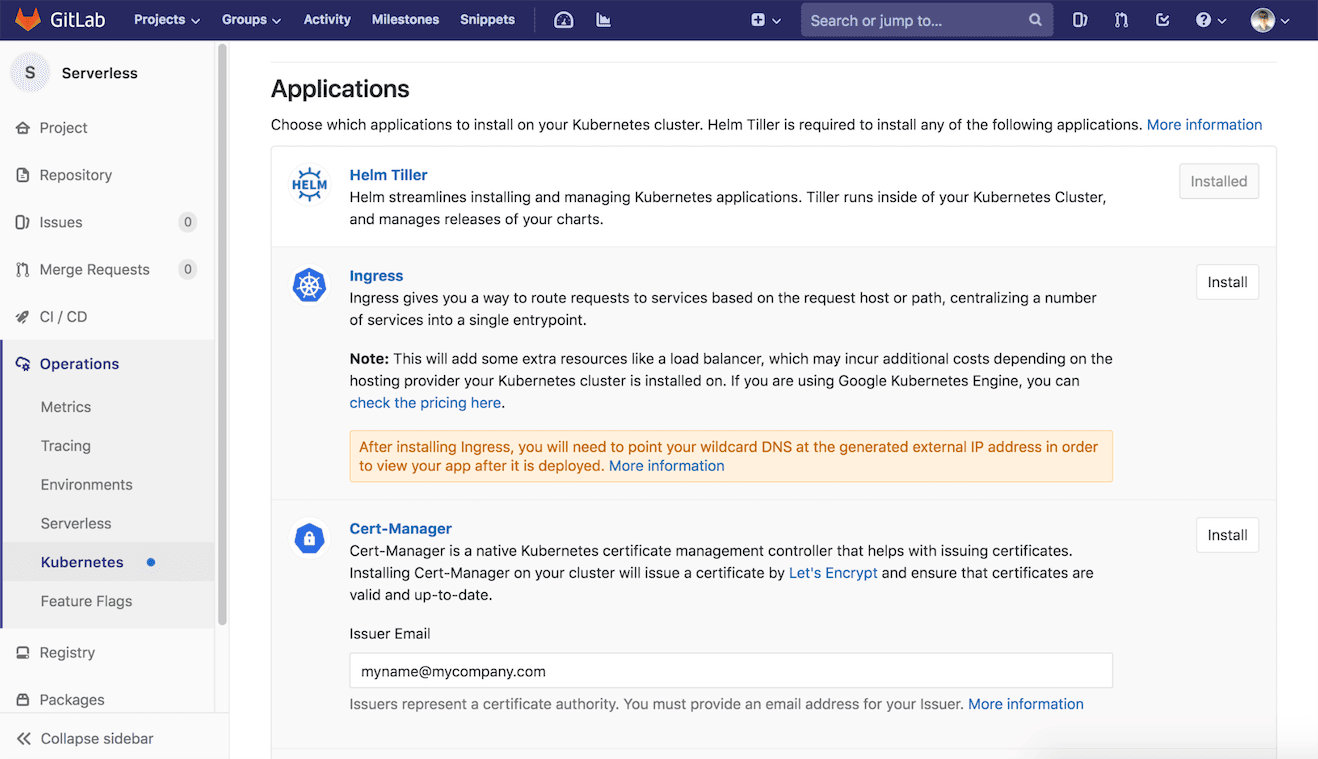 GitLab
Projects
Groups
Activity
Milestones
Snippets
Search or jump to...
S
Serverless
Project
Repository
Issues
0
Merge Requests
0
CI / CD
Operations
Metrics
Tracing
Environments
Serverless
Kubernetes
Feature Flags
Registry
Packages
Collapse sidebar
Applications
Choose which applications to install on your Kubernetes cluster. Helm Tiller is required to install any of the following applications. More information
HELM
Helm Tiller
Installed
Helm streamlines installing and managing Kubernetes applications. Tiller runs inside of your Kubernetes Cluster,
and manages releases of your charts.
Ingress
Install
Ingress gives you a way to route requests to services based on the request host or path, centralizing a number
of services into a single entrypoint.
Note: This will add some extra resources like a load balancer, which may incur additional costs depending on the
hosting provider your Kubernetes cluster is installed on. If you are using Google Kubernetes Engine, you can
check the pricing here.
After installing Ingress, you will need to point your wildcard DNS at the generated external IP address in order
to view your app after it is deployed. More information
Cert-Manager
Install
Cert-Manager is a native Kubernetes certificate management controller that helps with issuing certificates.
Installing Cert-Manager on your cluster will issue a certificate by Let's Encrypt and ensure that certificates are
valid and up-to-date.
Issuer Email
myname@mycompany.com
Issuers represent a certificate authority. You must provide an email address for your Issuer. More information